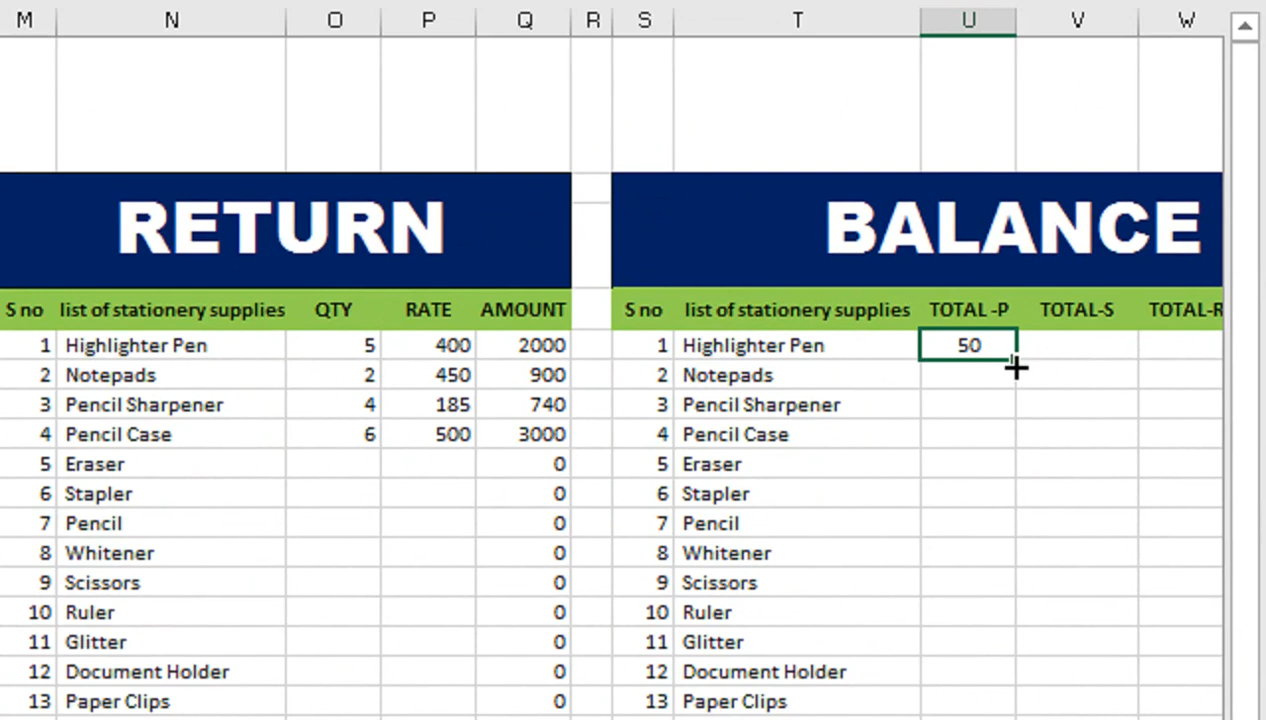 M N O P Q R S T U V W
RETURN BALANCE
S no list of stationery supplies QTY RATE AMOUNT S no list of stationery supplies TOTAL -P TOTAL-S TOTAL-R
1 Highlighter Pen 5 400 2000 1 Highlighter Pen 50
2 Notepads 2 450 900 2 Notepads
3 Pencil Sharpener 4 185 740 3 Pencil Sharpener
4 Pencil Case 6 500 3000 4 Pencil Case
5 Eraser 0 5 Eraser
6 Stapler 0 6 Stapler
7 Pencil 0 7 Pencil
8 Whitener 0 8 Whitener
9 Scissors 0 9 Scissors
10 Ruler 0 10 Ruler
11 Glitter 0 11 Glitter
12 Document Holder 0 12 Document Holder
13 Paper Clips 0 13 Paper Clips